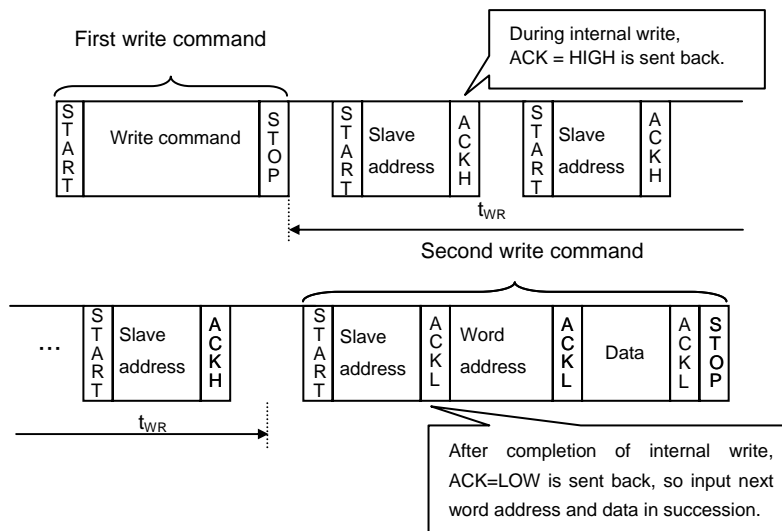 First write command
During internal write,
ACK = HIGH is sent back.
START
Write command
STOP
START
Slave
address
ACKH
START
Slave
address
ACKH
tWR
Second write command
...
START
Slave
address
ACKH
START
Slave
address
ACKL
Word
address
ACKL
Data
ACKL
STOP
tWR
After completion of internal write,
ACK=LOW is sent back, so input next
word address and data in succession.